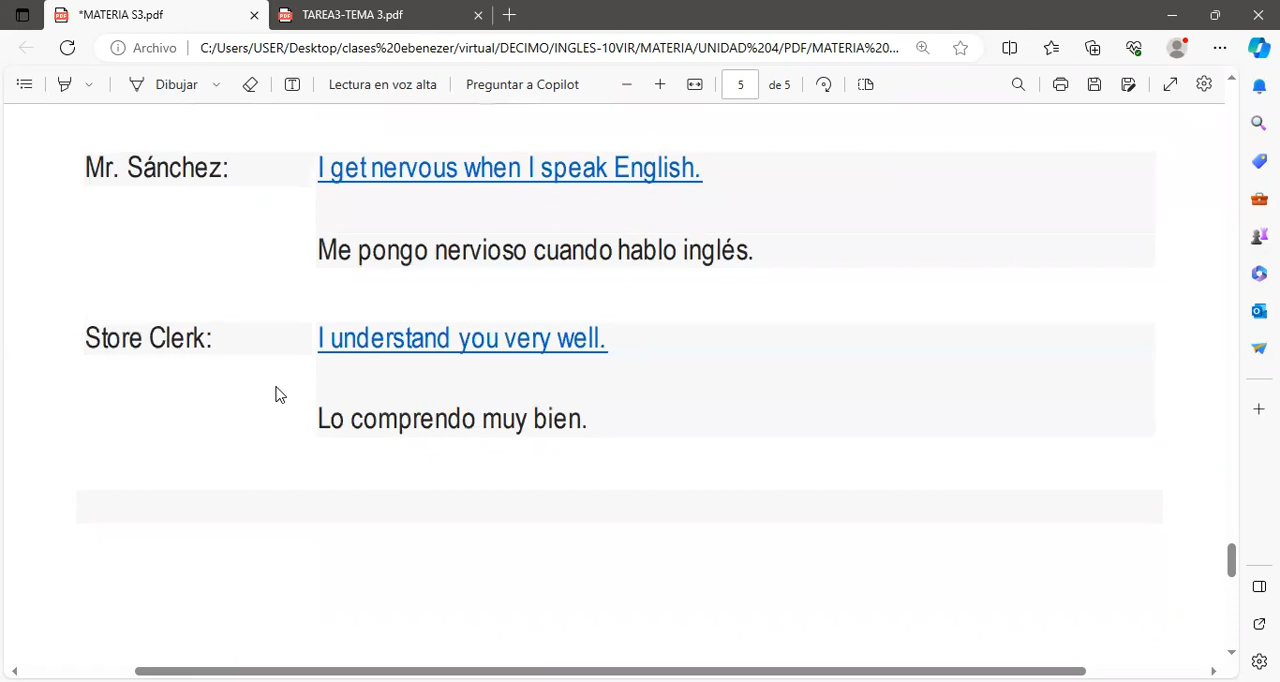 *MATERIA S3.pdf
TAREA3-TEMA 3.pdf
Archivo
C:/Users/USER/Desktop/clases%20ebenezer/virtual/DECIMO/INGLES-10VIR/MATERIA/UNIDAD%204/PDF/MATERIA%20...
Dibujar
Lectura en voz alta
Preguntar a Copilot
5
de 5
Mr. Sánchez:
I get nervous when I speak English.
Me pongo nervioso cuando hablo inglés.
Store Clerk:
I understand you very well.
Lo comprendo muy bien.